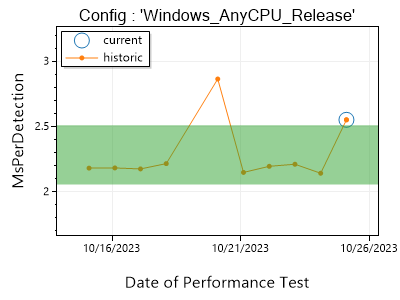 Config : 'Windows_AnyCPU_Release'
current
historic
MsPerDetection
3
2.5
2
10/16/2023
10/21/2023
10/26/2023
Date of Performance Test